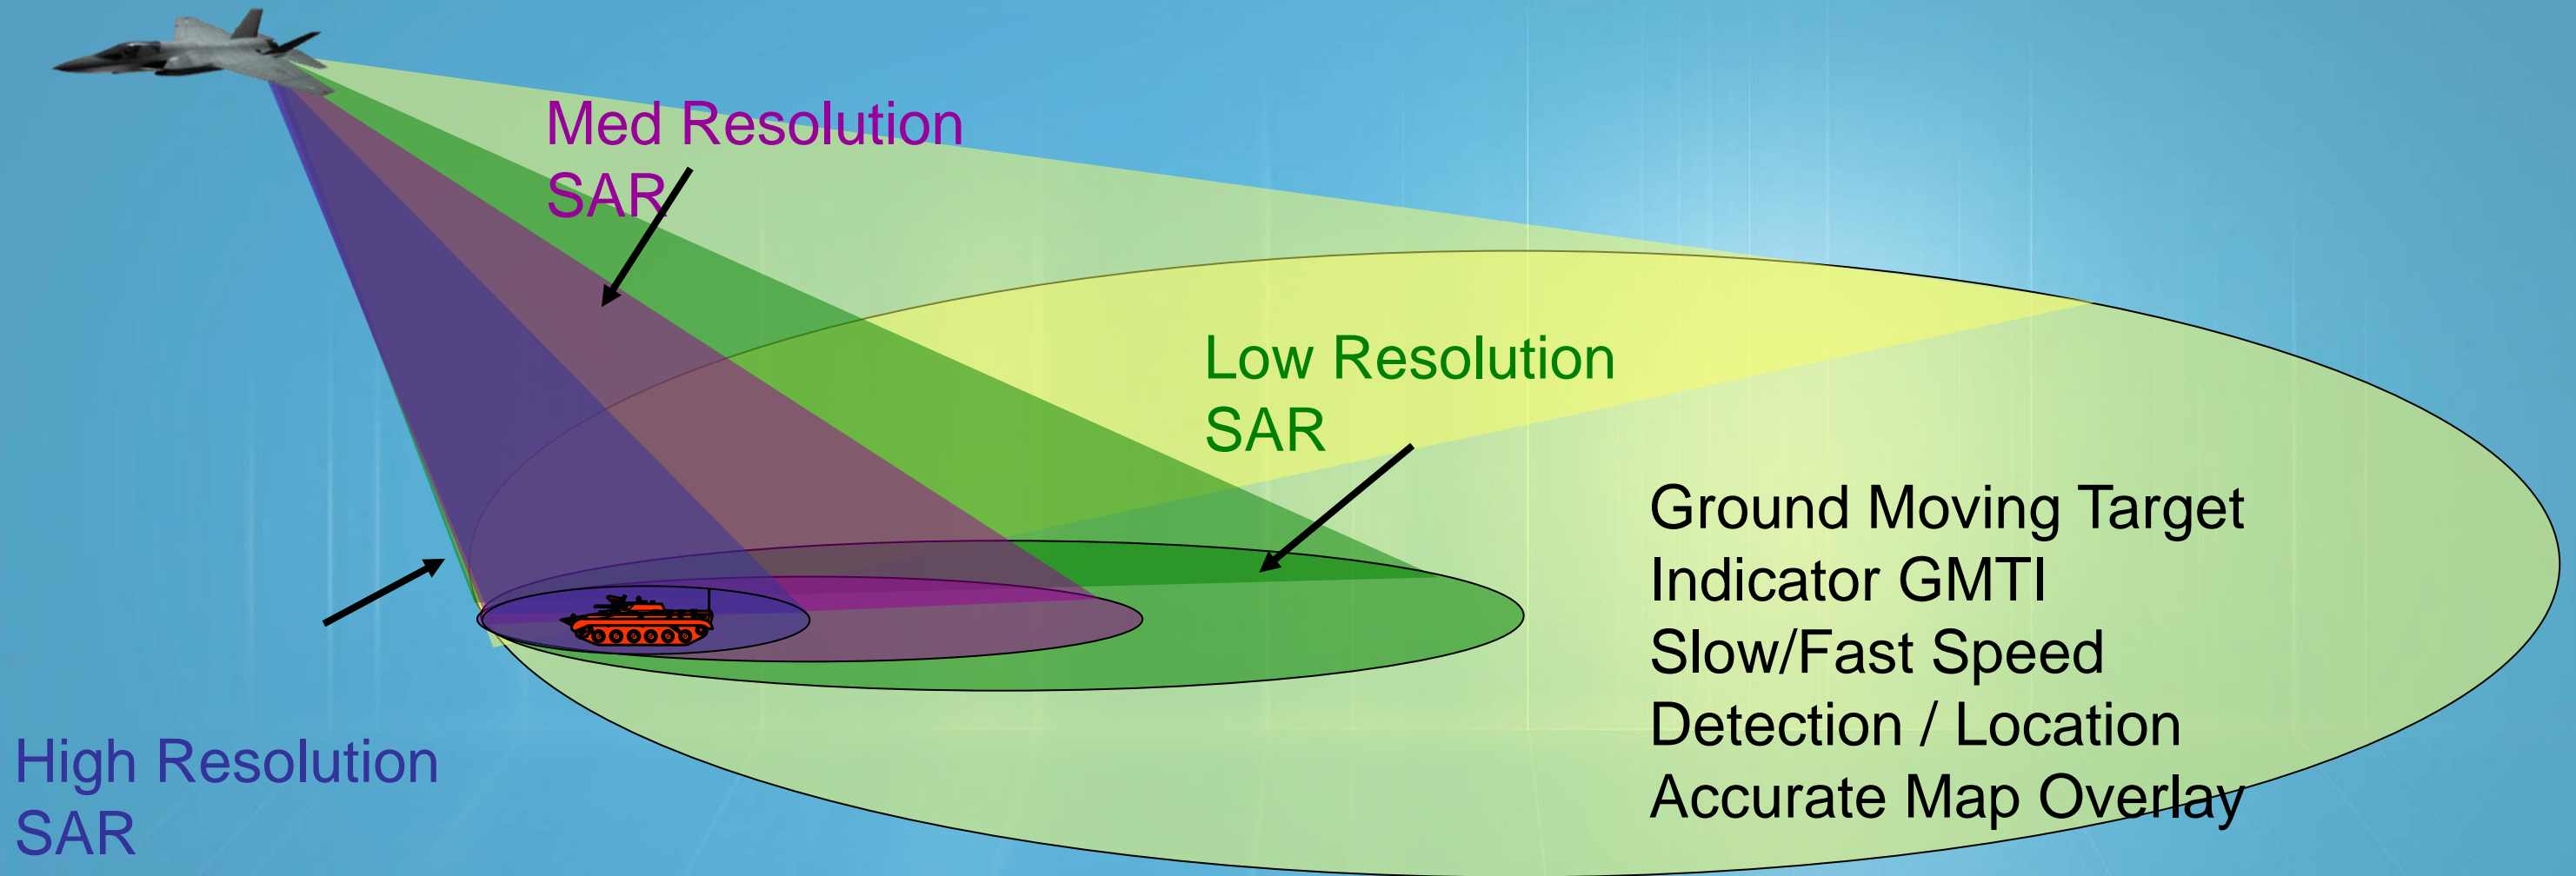 Med Resolution
SAR
Low Resolution
SAR
Ground Moving Target
Indicator GMTI
Slow/Fast Speed
Detection / Location
Accurate Map Overlay
High Resolution
SAR